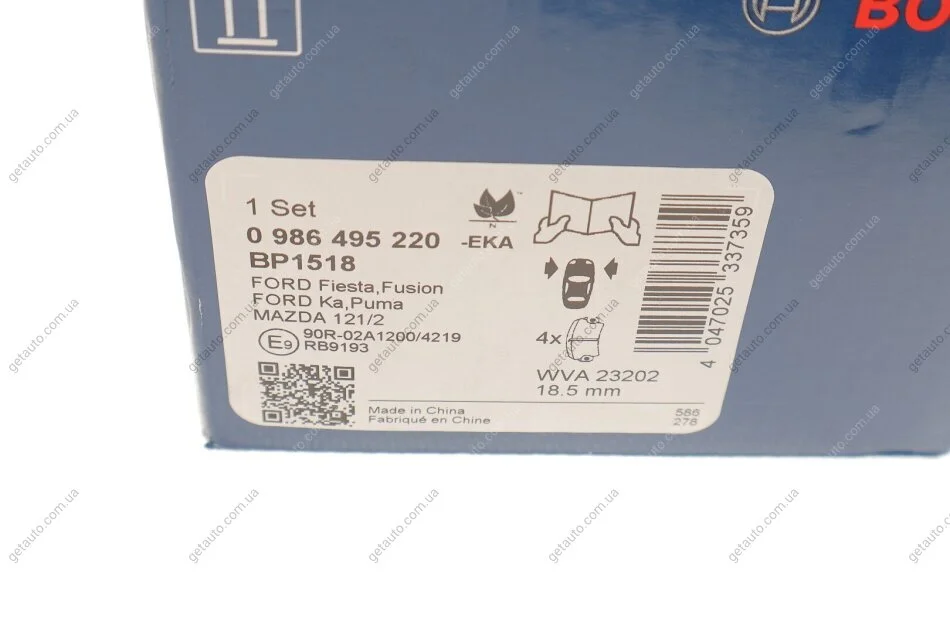 BO
1 Set
0 986 495 220 -EKA
BP1518
FORD Fiesta,Fusion
FORD Ka,Puma
MAZDA 121/2
E9 90R-02A1200/4219
RB9193
N
4x
WVA 23202
18.5 mm
4 047025 337359
Made in China
Fabriqué en Chine
586
276
getauto.com.ua